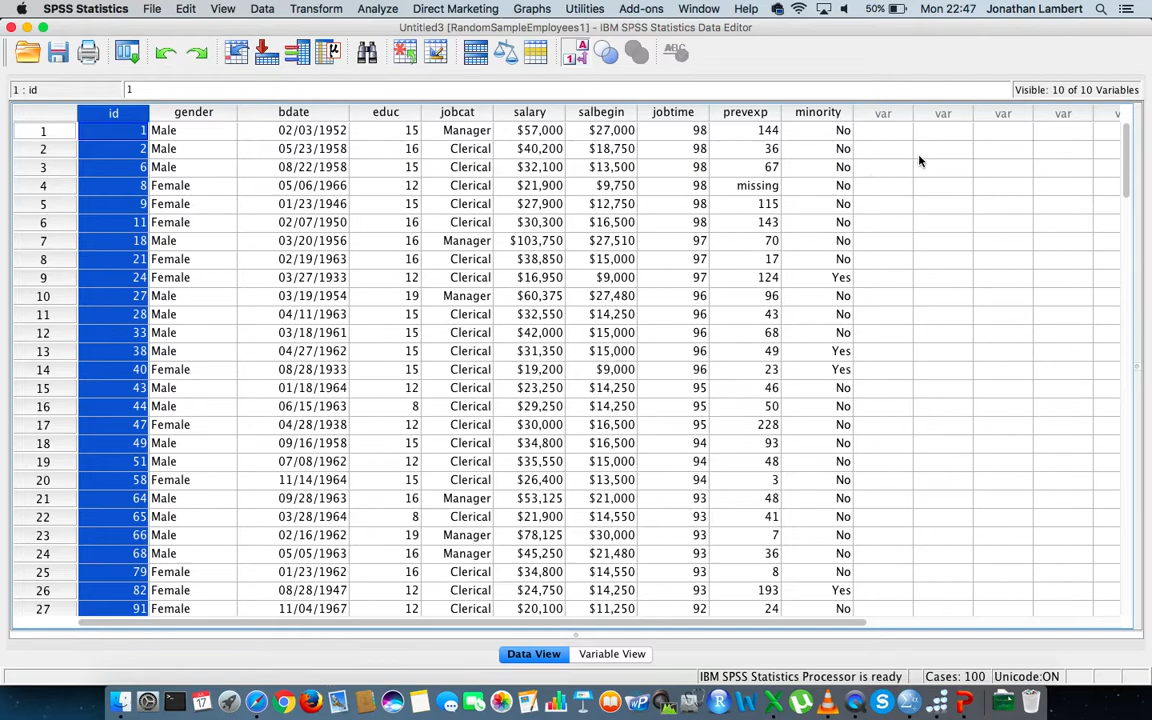 SPSS Statistics File Edit View Data Transform Analyze Direct Marketing Graphs Utilities Add-ons Window Help 50% Mon 22:47 Jonathan Lambert
Untitled3 [RandomSampleEmployees1] - IBM SPSS Statistics Data Editor
1 : id 1 Visible: 10 of 10 Variables
id gender bdate educ jobcat salary salbegin jobtime prevexp minority var var var var v
1 1 Male 02/03/1952 15 Manager $57,000 $27,000 98 144 No
2 2 Male 05/23/1958 16 Clerical $40,200 $18,750 98 36 No
3 6 Male 08/22/1958 15 Clerical $32,100 $13,500 98 67 No
4 8 Female 05/06/1966 12 Clerical $21,900 $9,750 98 missing No
5 9 Female 01/23/1946 15 Clerical $27,900 $12,750 98 115 No
6 11 Female 02/07/1950 16 Clerical $30,300 $16,500 98 143 No
7 18 Male 03/20/1956 16 Manager $103,750 $27,510 97 70 No
8 21 Female 02/19/1963 16 Clerical $38,850 $15,000 97 17 No
9 24 Female 03/27/1933 12 Clerical $16,950 $9,000 97 124 Yes
10 27 Male 03/19/1954 19 Manager $60,375 $27,480 96 96 No
11 28 Male 04/11/1963 15 Clerical $32,550 $14,250 96 43 No
12 33 Male 03/18/1961 15 Clerical $42,000 $15,000 96 68 No
13 38 Male 04/27/1962 15 Clerical $31,350 $15,000 96 49 Yes
14 40 Female 08/28/1933 15 Clerical $19,200 $9,000 96 23 Yes
15 43 Male 01/18/1964 12 Clerical $23,250 $14,250 95 46 No
16 44 Male 06/15/1963 8 Clerical $29,250 $14,250 95 50 No
17 47 Female 04/28/1938 12 Clerical $30,000 $16,500 95 228 No
18 49 Male 09/16/1958 15 Clerical $34,800 $16,500 94 93 No
19 51 Male 07/08/1962 12 Clerical $35,550 $15,000 94 48 No
20 58 Female 11/14/1964 15 Clerical $26,400 $13,500 94 3 No
21 64 Male 09/28/1963 16 Manager $53,125 $21,000 93 48 No
22 65 Male 03/28/1964 8 Clerical $21,900 $14,550 93 41 No
23 66 Male 02/16/1962 19 Manager $78,125 $30,000 93 7 No
24 68 Male 05/05/1963 16 Manager $45,250 $21,480 93 36 No
25 79 Female 01/23/1962 16 Clerical $34,800 $14,550 93 8 No
26 82 Female 08/28/1947 12 Clerical $24,750 $14,250 93 193 Yes
27 91 Female 11/04/1967 12 Clerical $20,100 $11,250 92 24 No
Data View Variable View
IBM SPSS Statistics Processor is ready Cases: 100 Unicode:ON